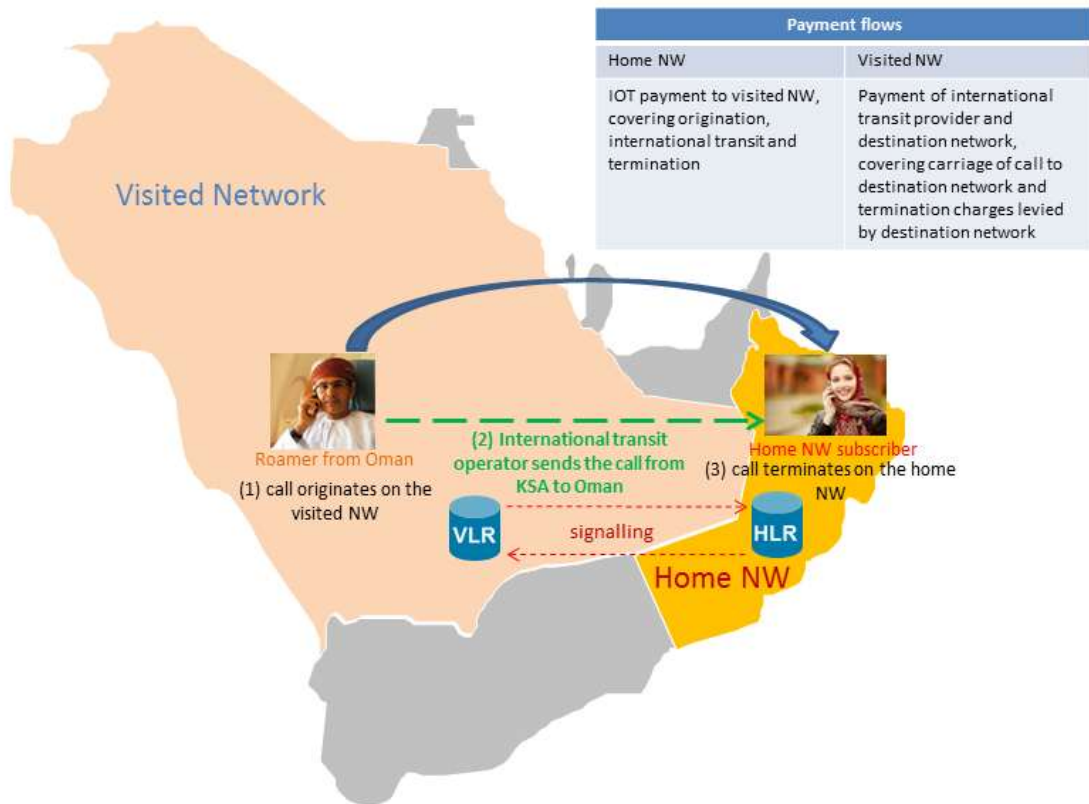 Payment flows
Home NW
Visited NW
IOT payment to visited NW,
covering origination,
international transit and
termination
Payment of international
transit provider and
destination network,
covering carriage of call to
destination network and
termination charges levied
by destination network
Visited Network
Roamer from Oman
(1) call originates on the
visited NW
(2) International transit
operator sends the call from
KSA to Oman
Home NW subscriber
(3) call terminates on the home
NW
VLR
signalling
HLR
Home NW